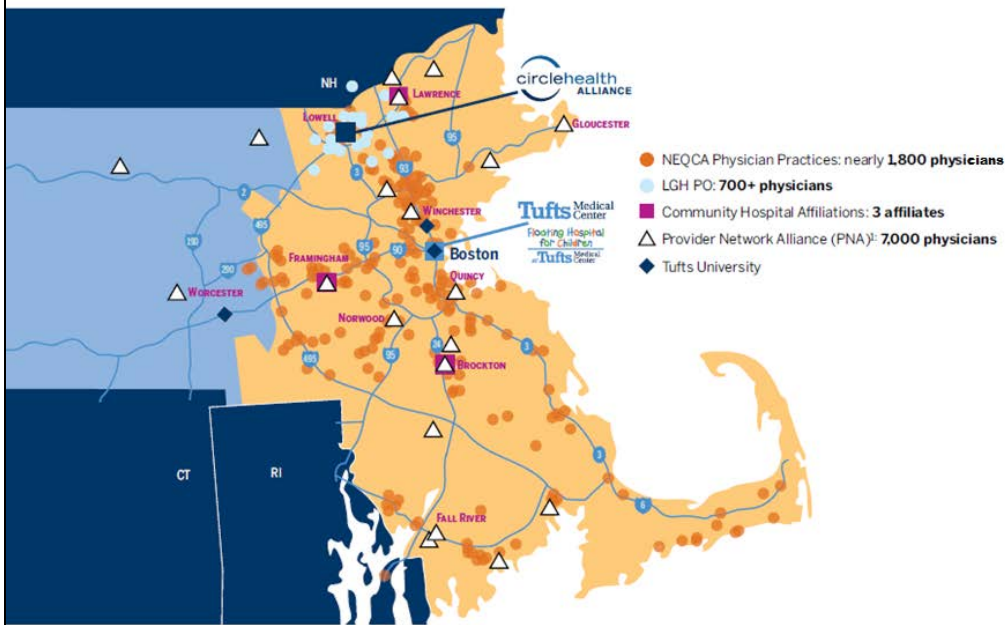 circlehealth
ALLIANCE
NH
LAWRENCE
LOWELL
GLOUCESTER
95
93
3
2
NEQCA Physician Practices: nearly 1,800 physicians
LGH PO: 700+ physicians
Community Hospital Affiliations: 3 affiliates
Provider Network Alliance (PNA)¹: 7,000 physicians
Tufts University
Tufts Medical Center
Floating Hospital
for Children
at Tufts Medical Center
WINCHESTER
495
190
95
90
Boston
FRAMINGHAM
290
QUINCY
WORCESTER
NORWOOD
24
3
495
95
BROCKTON
3
CT
RI
6
FALL RIVER